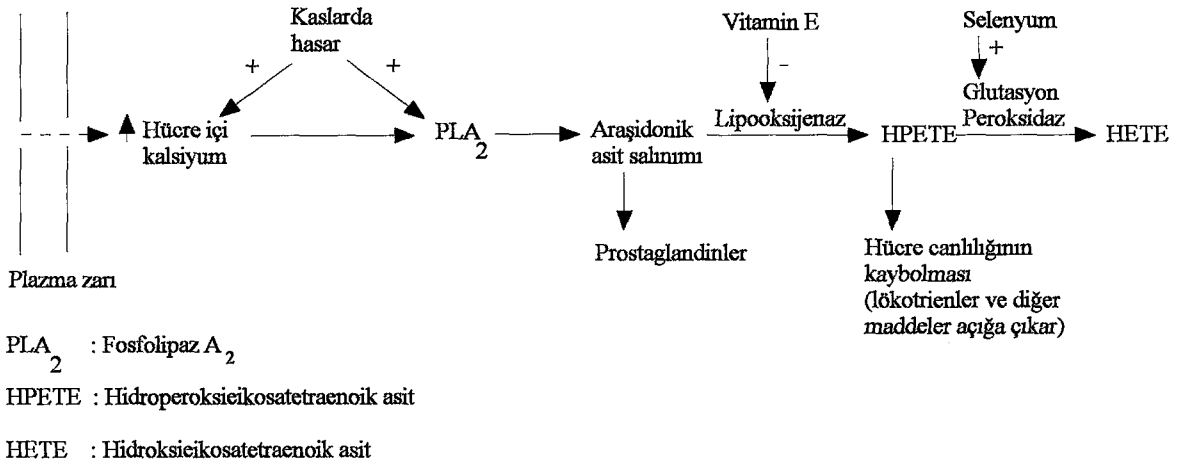 Kaslarda
hasar
+
+
Hücre içi
kalsiyum
PLA2
Araşidonik
asit salınımı
Prostaglandinler
Vitamin E
-
Lipooksijenaz
HPETE
Selenyum
+
Glutasyon
Peroksidaz
HETE
Hücre canlılığının
kaybolması
(lökotrienler ve diğer
maddeler açığa çıkar)
Plazma zarı
PLA2 : Fosfolipaz A2
HPETE : Hidroperoksieikosatetraenoik asit
HETE : Hidroksieikosatetraenoik asit